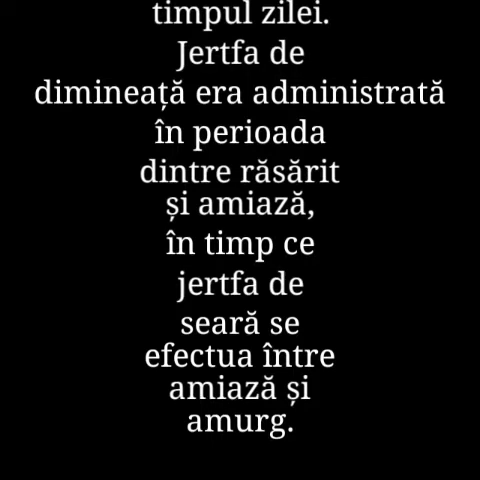 timpul zilei.
Jertfa de
dimineață era administrată
în perioada
dintre răsărit
și amiază,
în timp ce
jertfa de
seară se
efectua între
amiază și
amurg.